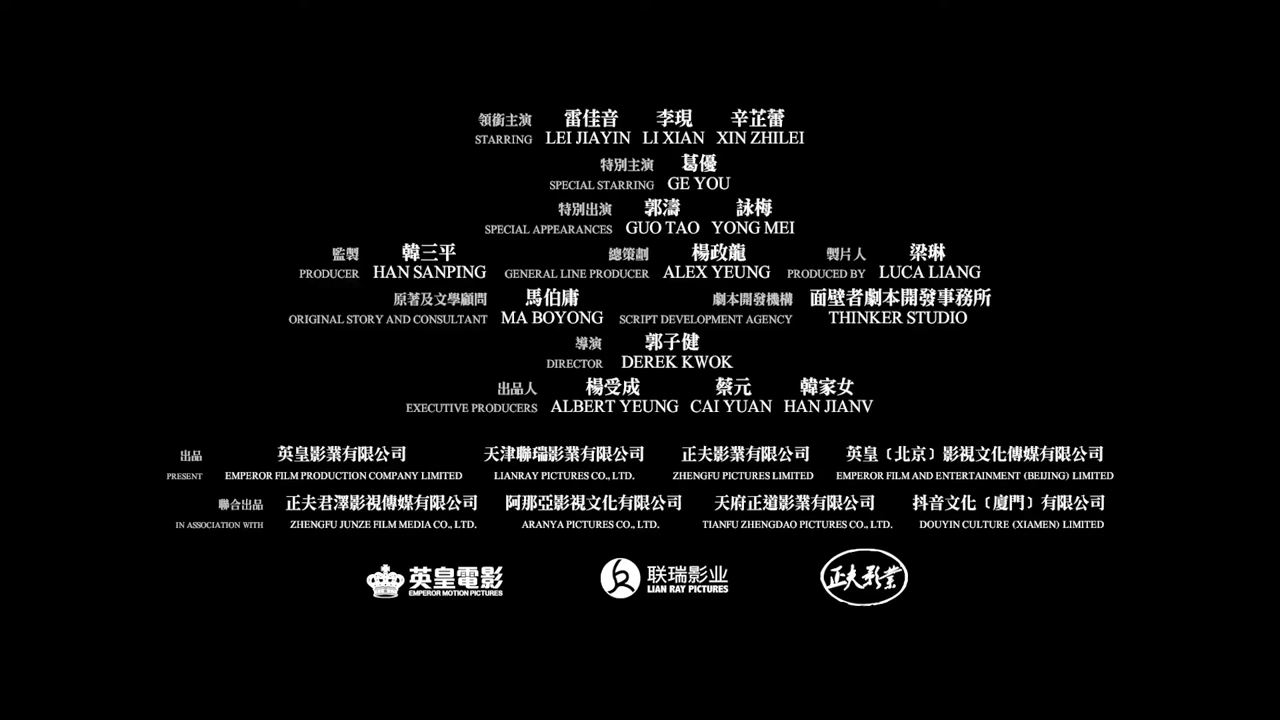 領銜主演 雷佳音 李現 辛芷蕾
STARRING LEI JIAYIN LI XIAN XIN ZHILEI
特別主演 葛優
SPECIAL STARRING GE YOU
特別出演 郭濤 詠梅
SPECIAL APPEARANCES GUO TAO YONG MEI
監製 韓三平 總策劃 楊政龍 製片人 梁琳
PRODUCER HAN SANPING GENERAL LINE PRODUCER ALEX YEUNG PRODUCED BY LUCA LIANG
原著及文學顧問 馬伯庸 劇本開發機構 面壁者劇本開發事務所
ORIGINAL STORY AND CONSULTANT MA BOYONG SCRIPT DEVELOPMENT AGENCY THINKER STUDIO
導演 郭子健
DIRECTOR DEREK KWOK
出品人 楊受成 蔡元 韓家女
EXECUTIVE PRODUCERS ALBERT YEUNG CAI YUAN HAN JIANV
出品 英皇影業有限公司 天津聯瑞影業有限公司 正夫影業有限公司 英皇〔北京〕影視文化傳媒有限公司
PRESENT EMPEROR FILM PRODUCTION COMPANY LIMITED LIANRAY PICTURES CO., LTD. ZHENGFU PICTURES LIMITED EMPEROR FILM AND ENTERTAINMENT (BEIJING) LIMITED
聯合出品 正夫君澤影視傳媒有限公司 阿那亞影視文化有限公司 天府正道影業有限公司 抖音文化〔廈門〕有限公司
IN ASSOCIATION WITH ZHENGFU JUNZE FILM MEDIA CO., LTD. ARANYA PICTURES CO., LTD. TIANFU ZHENGDAO PICTURES CO., LTD. DOUYIN CULTURE (XIAMEN) LIMITED
英皇電影 联瑞影业 正夫影業
EMPEROR MOTION PICTURES LIAN RAY PICTURES